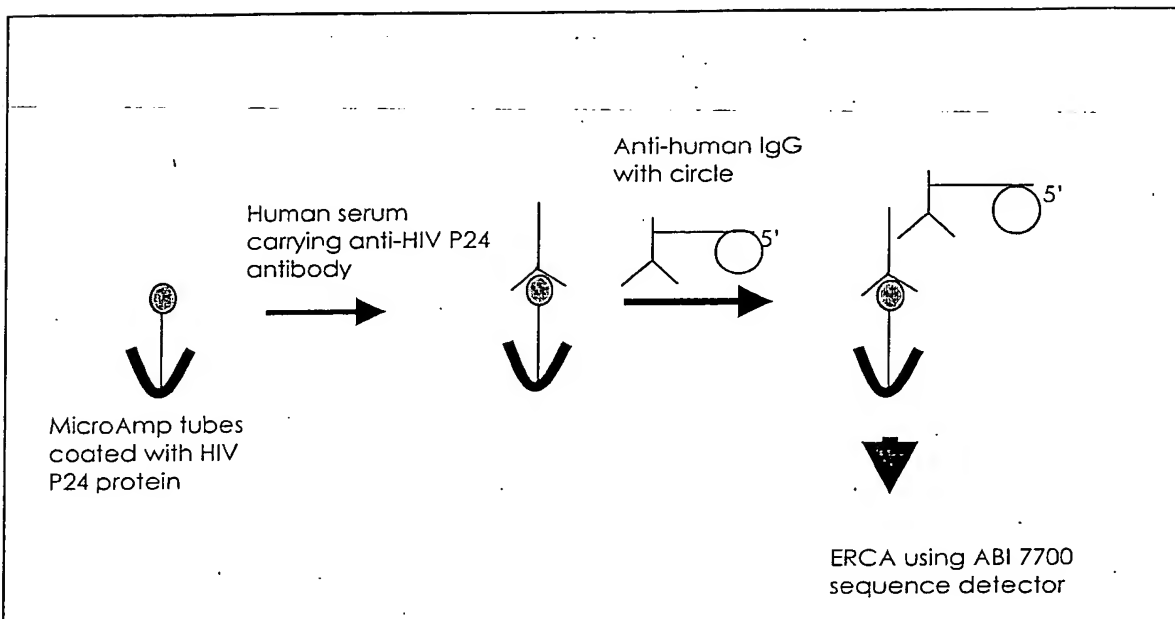 Anti-human IgG
with circle
5'
Human serum
carrying anti-HIV P24
antibody
5'
MicroAmp tubes
coated with HIV
P24 protein
ERCA using ABI 7700
sequence detector